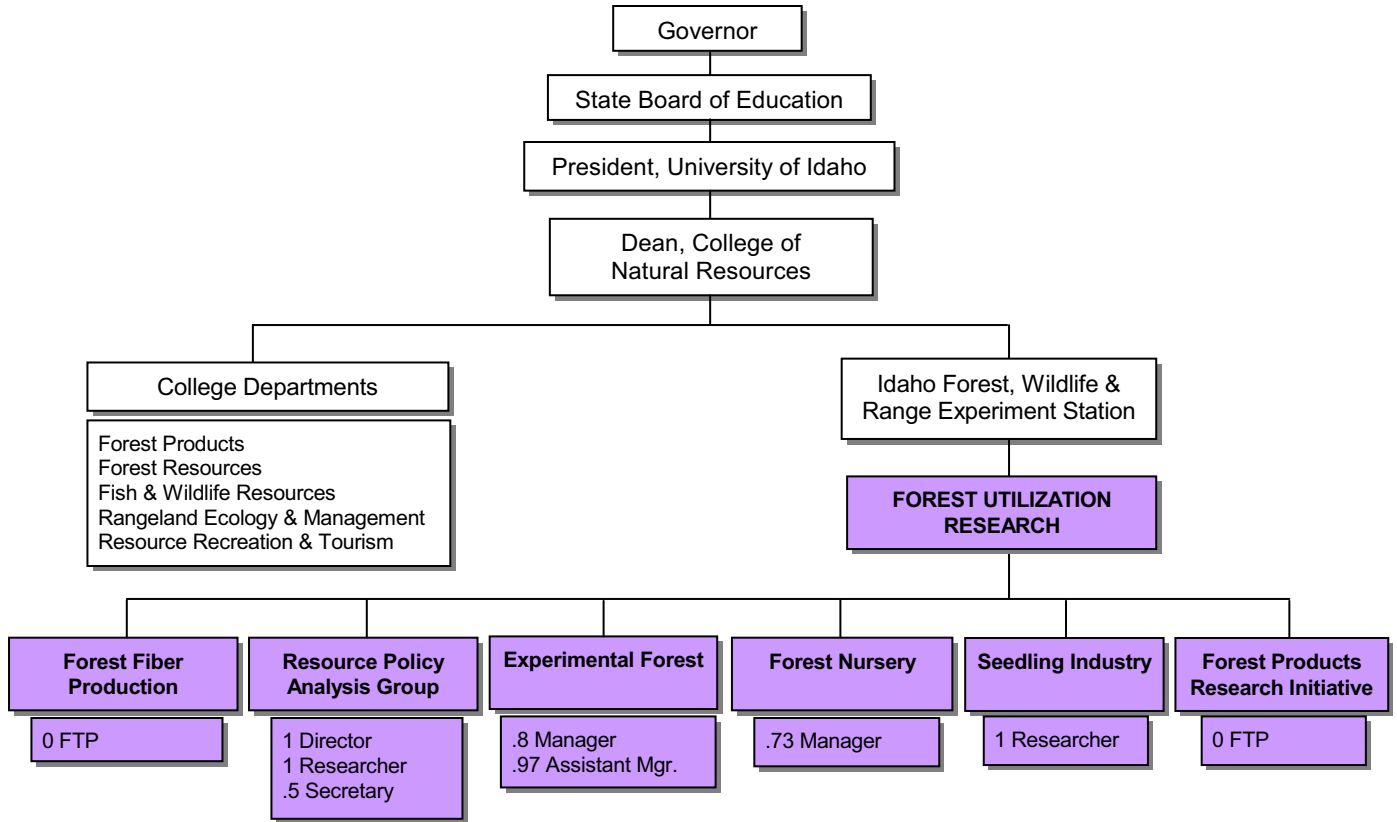 Governor
State Board of Education
President, University of Idaho
Dean, College of
Natural Resources
College Departments
Forest Products
Forest Resources
Fish & Wildlife Resources
Rangeland Ecology & Management
Resource Recreation & Tourism
Idaho Forest, Wildlife &
Range Experiment Station
FOREST UTILIZATION
RESEARCH
Forest Fiber
Production
0 FTP
Resource Policy
Analysis Group
1 Director
1 Researcher
.5 Secretary
Experimental Forest
.8 Manager
.97 Assistant Mgr.
Forest Nursery
.73 Manager
Seedling Industry
1 Researcher
Forest Products
Research Initiative
0 FTP